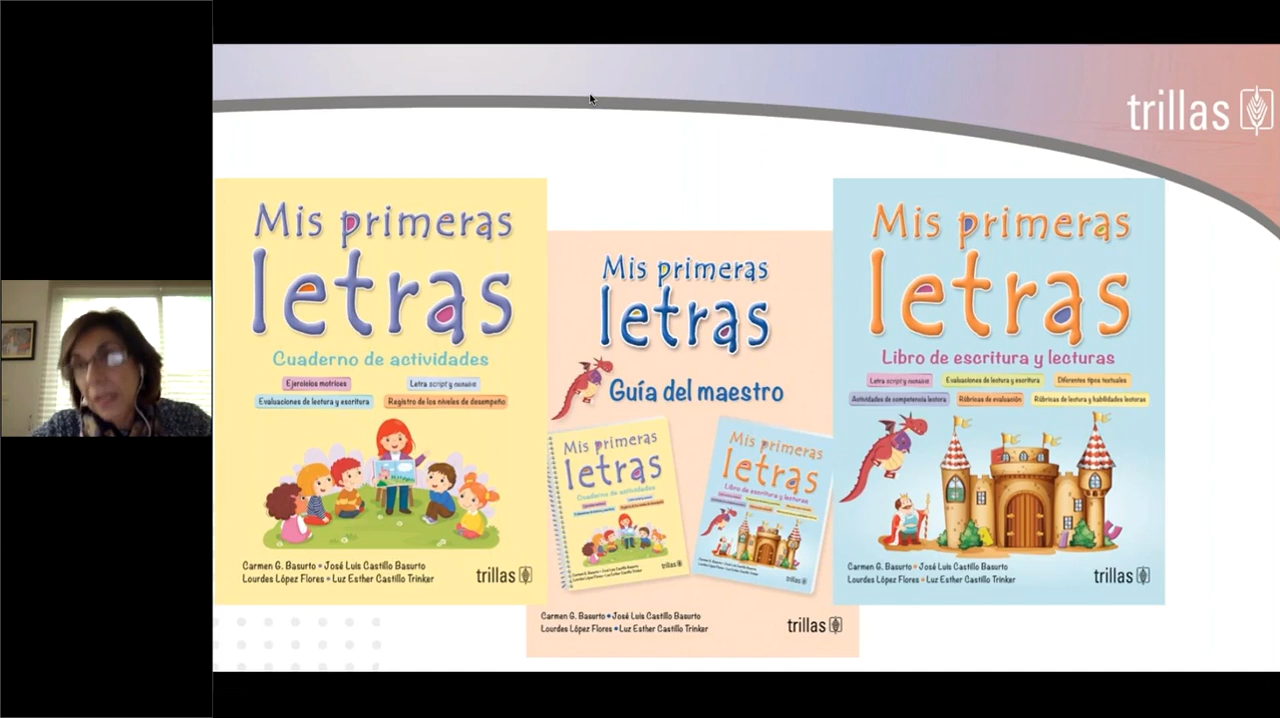 trillas
Mis primeras
letras
Cuaderno de actividades
Ejercicios motrices
Letra script y cursiva
Evaluaciones de lectura y escritura
Registro de los niveles de desempeño
Carmen G. Basurto • José Luis Castillo Basurto
Lourdes López Flores • Luz Esther Castillo Trinker
trillas
Mis primeras
letras
Guía del maestro
Mis primeras
letras
Cuaderno de actividades
trillas
Mis primeras
letras
Libro de escritura y lecturas
trillas
Carmen G. Basurto • José Luis Castillo Basurto
Lourdes López Flores • Luz Esther Castillo Trinker
trillas
Mis primeras
letras
Libro de escritura y lecturas
Letra script y cursiva
Evaluaciones de lectura y escritura
Diferentes tipos textuales
Actividades de competencia lectora
Rúbricas de evaluación
Rúbricas de lectura y habilidades lectoras
Carmen G. Basurto • José Luis Castillo Basurto
Lourdes López Flores • Luz Esther Castillo Trinker
trillas